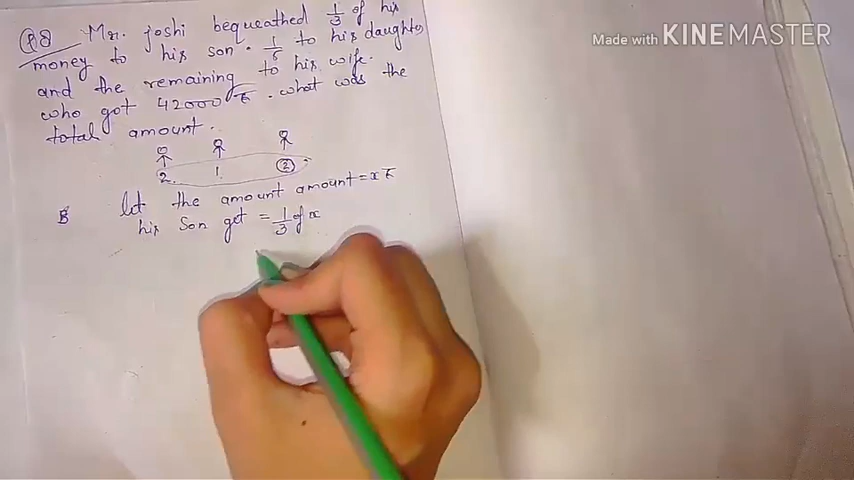 Q8 Mr. Joshi bequeathed 1/3 of his
money to his son. 1/6 to his daughter
and the remaining to his wife.
who got 42000 ₹. what was the
total amount.
2 1 2
let the amount amount = x ₹
his Son get = 1/3 of x
Made with KINEMASTER